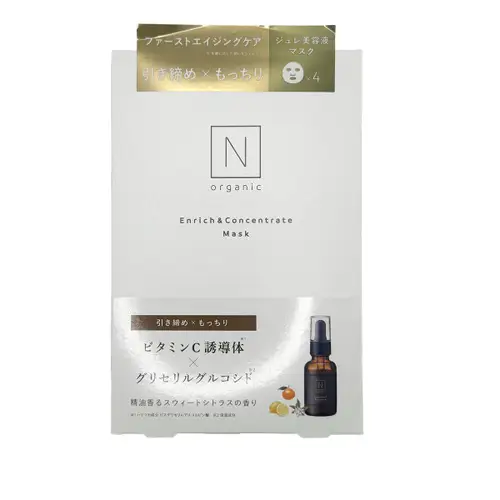 ファーストエイジングケア
引き締め×もっちり
ジュレ美容液
マスク
×4
N
organic
Enrich&Concentrate
Mask
引き締め×もっちり
ビタミンC誘導体
×
グリセリルグルコシド
精油香るスウィートシトラスの香り
N
organic